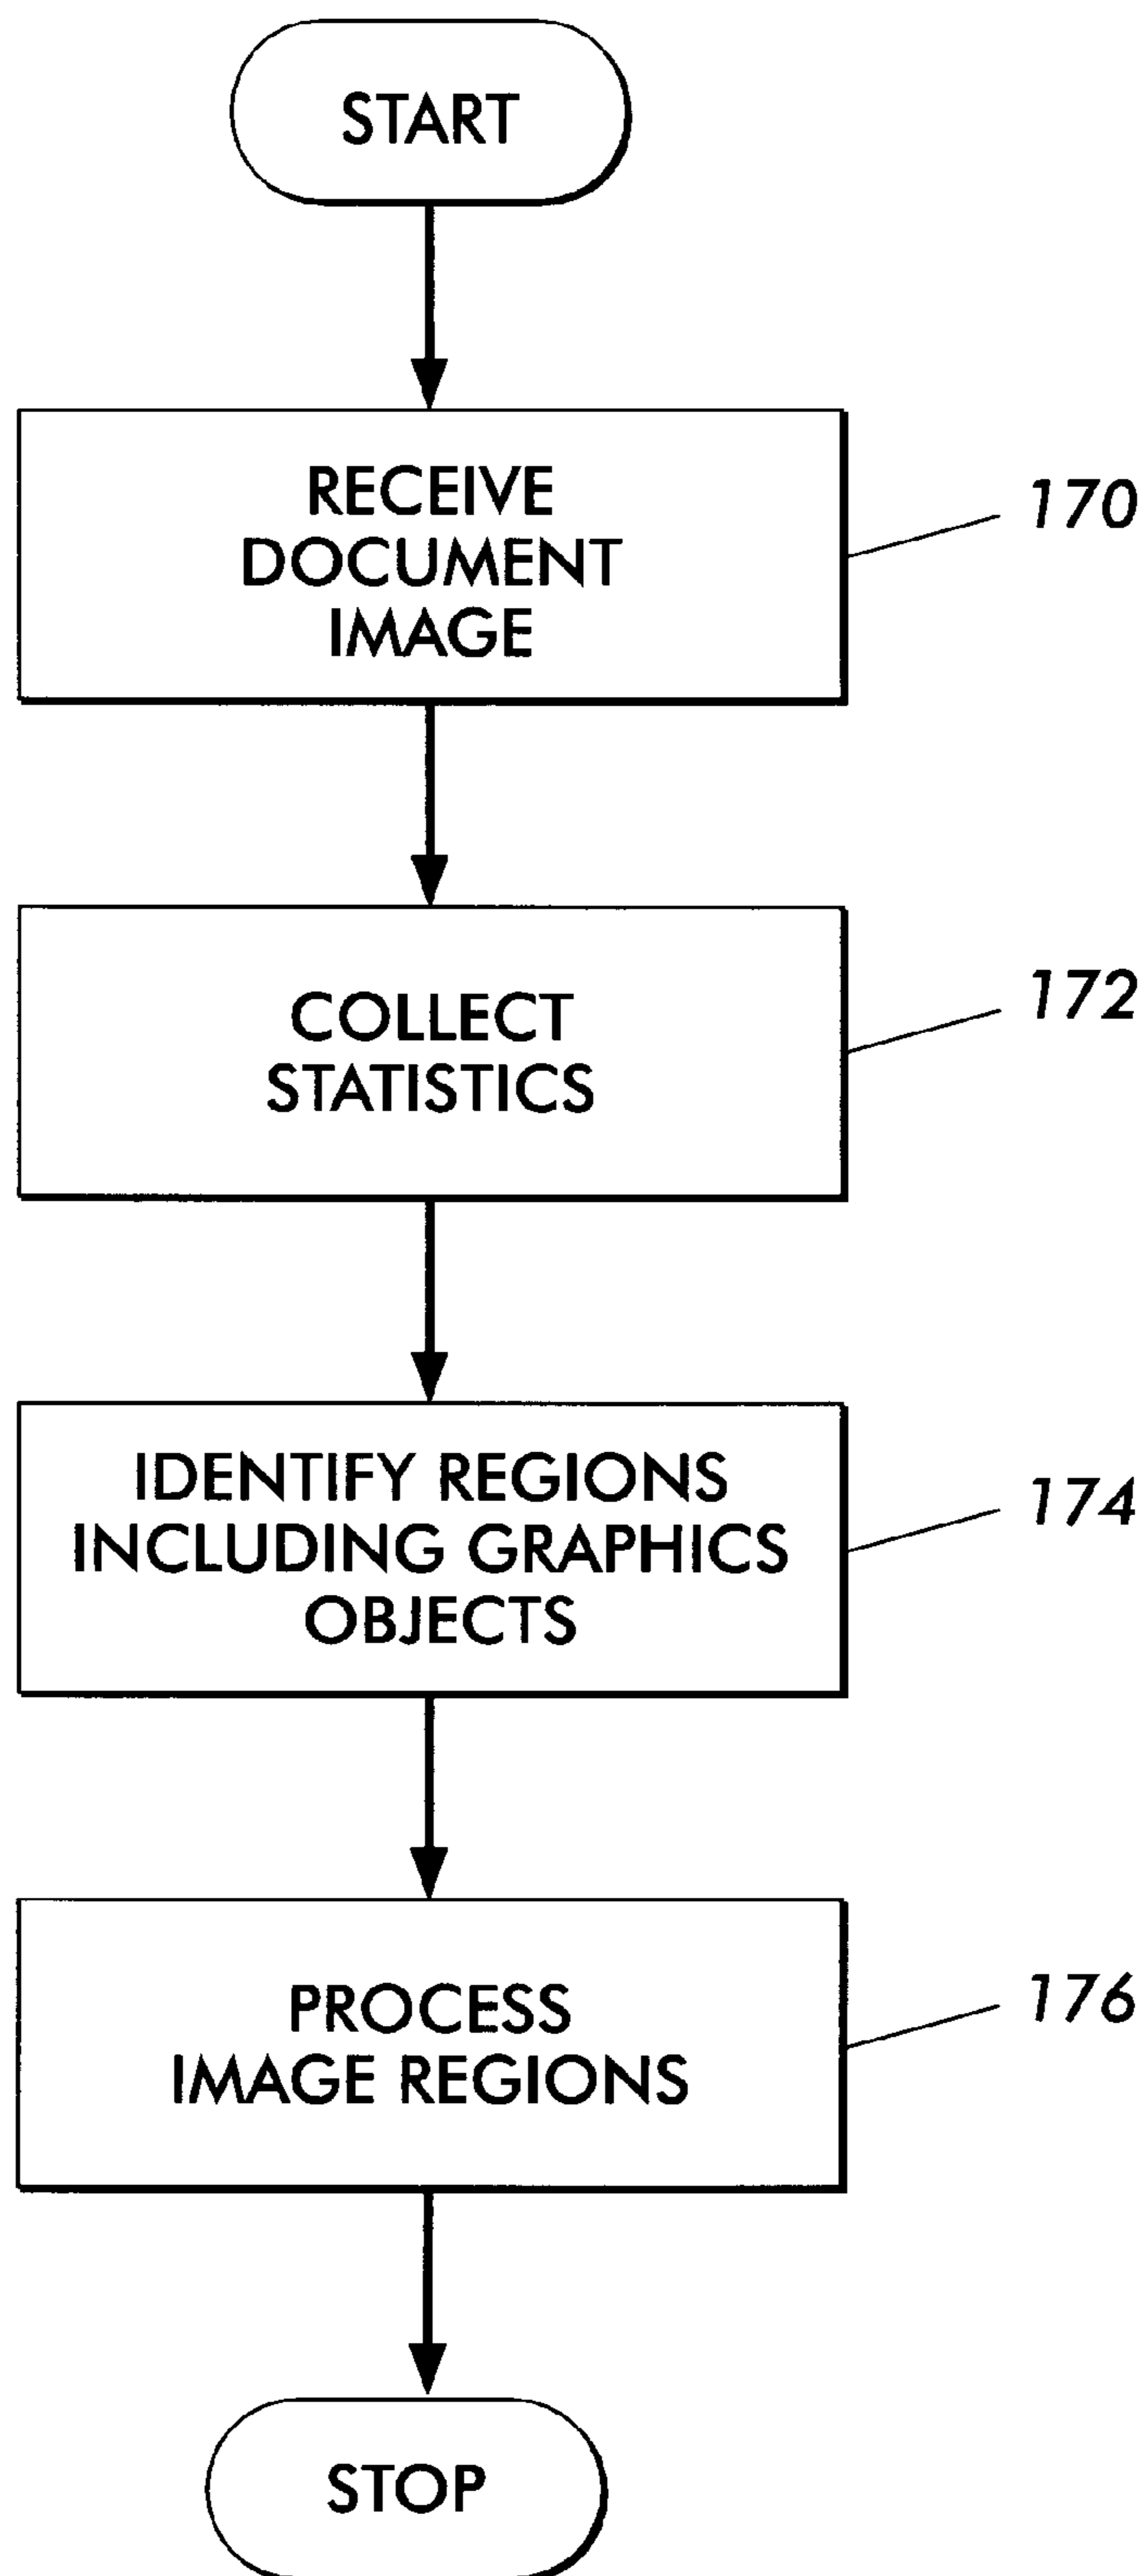 START
RECEIVE
DOCUMENT
IMAGE
170
COLLECT
STATISTICS
172
IDENTIFY REGIONS
INCLUDING GRAPHICS
OBJECTS
174
PROCESS
IMAGE REGIONS
176
STOP